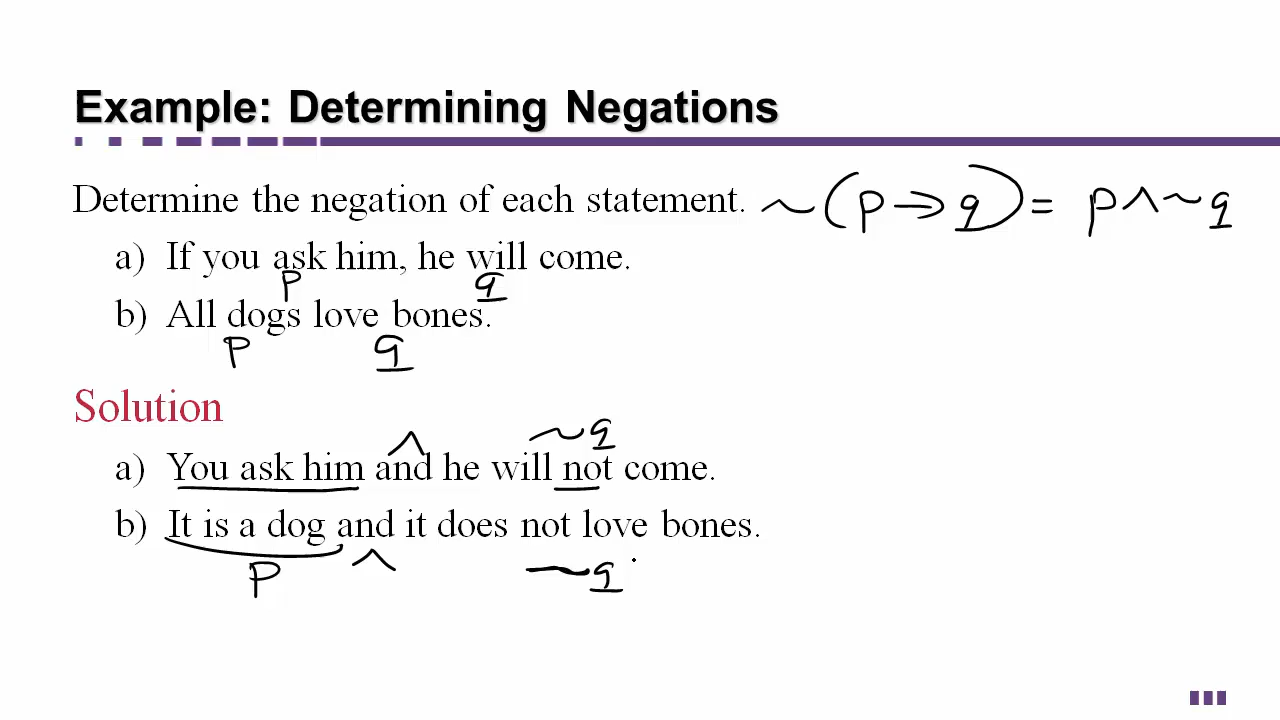 Example: Determining Negations
Determine the negation of each statement. ~(p→q) = p∧~q
a) If you ask him, he will come.
p q
b) All dogs love bones.
p q
Solution
∧ ~q
a) You ask him and he will not come.
b) It is a dog and it does not love bones.
p ∧ ~q